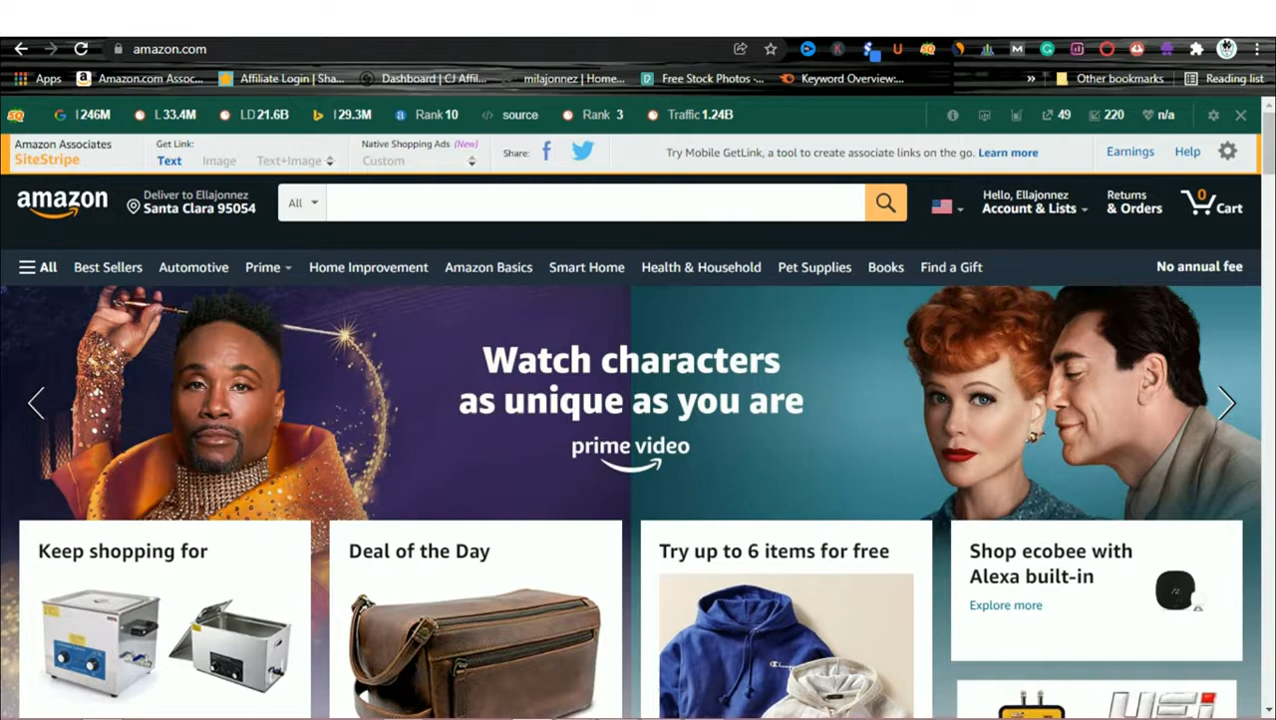 amazon.com
Apps
Amazon.com Assoc...
Affiliate Login | Sha...
Dashboard | CJ Affil...
milajonnez | Home...
Free Stock Photos -...
Keyword Overview:...
»
Other bookmarks
Reading list
I 246M
L 33.4M
LD 21.6B
I 29.3M
Rank 10
source
Rank 3
Traffic 1.24B
49
220
n/a
Amazon Associates
SiteStripe
Get Link:
Text
Image
Text+Image
Native Shopping Ads (New)
Custom
Share:
Try Mobile GetLink, a tool to create associate links on the go. Learn more
Earnings
Help
amazon
Deliver to Ellajonnez
Santa Clara 95054
All
Hello, Ellajonnez
Account & Lists
Returns
& Orders
0
Cart
All
Best Sellers
Automotive
Prime
Home Improvement
Amazon Basics
Smart Home
Health & Household
Pet Supplies
Books
Find a Gift
No annual fee
Watch characters
as unique as you are
prime video
Keep shopping for
Deal of the Day
Try up to 6 items for free
Shop ecobee with
Alexa built-in
Explore more
Champion